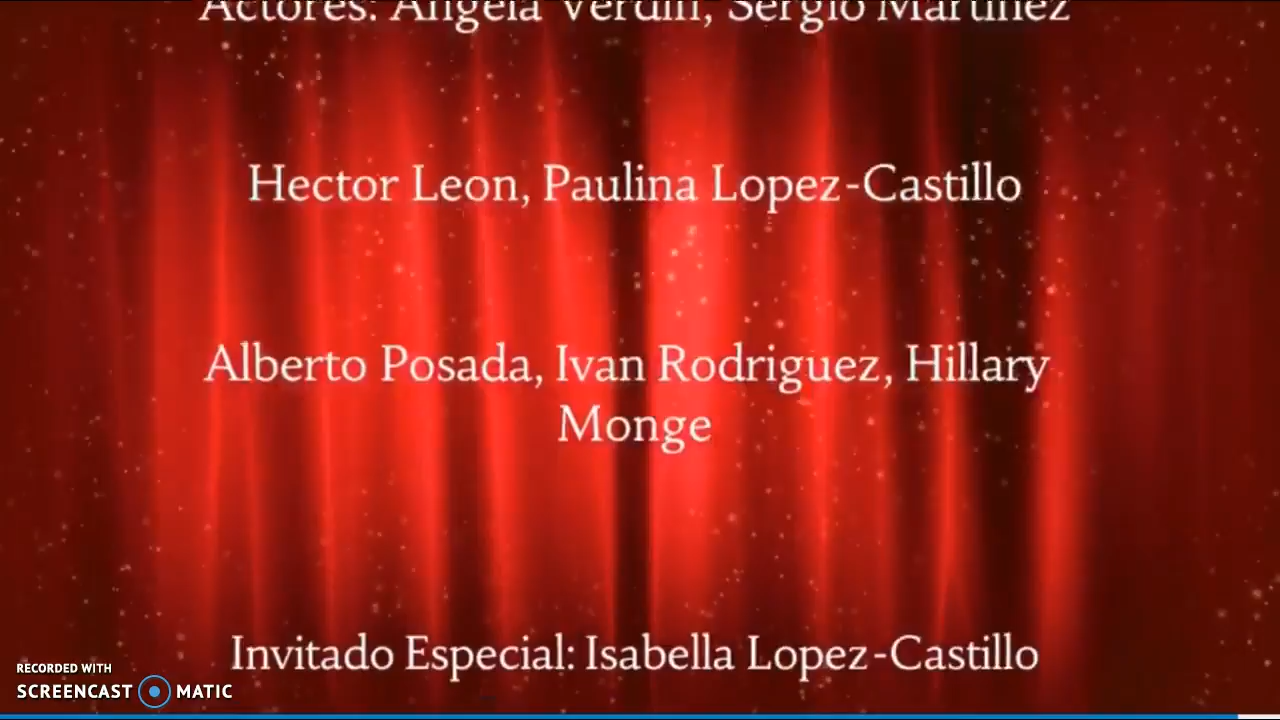 Actores: Angela Verdin, Sergio Martinez
Hector Leon, Paulina Lopez-Castillo
Alberto Posada, Ivan Rodriguez, Hillary
Monge
Invitado Especial: Isabella Lopez-Castillo
RECORDED WITH
SCREENCAST MATIC